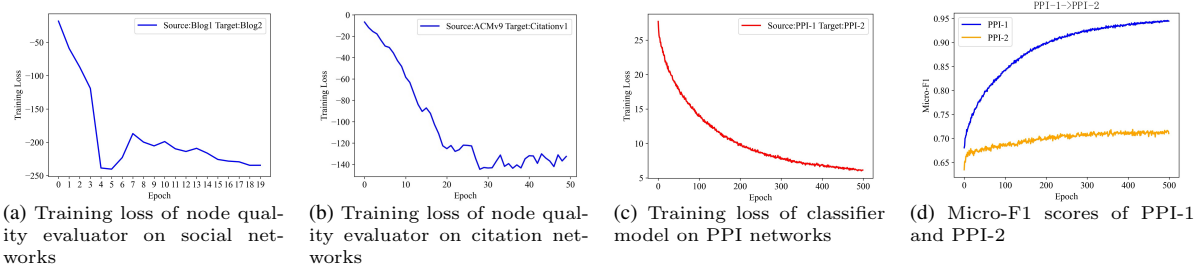 Source:Blog1 Target:Blog2
Training Loss
−50
−100
−150
−200
−250
0 1 2 3 4 5 6 7 8 9 10 11 12 13 14 15 16 17 18 19
Epoch
(a) Training loss of node qual-
ity evaluator on social net-
works
Source:ACMv9 Target:Citationv1
Training Loss
0
−20
−40
−60
−80
−100
−120
−140
0 10 20 30 40 50
Epoch
(b) Training loss of node qual-
ity evaluator on citation net-
works
Source:PPI-1 Target:PPI-2
Training Loss
25
20
15
10
5
0 100 200 300 400 500
Epoch
(c) Training loss of classifier
model on PPI networks
PPI-1->PPI-2
PPI-1
PPI-2
Micro-F1
0.95
0.90
0.85
0.80
0.75
0.70
0.65
0 100 200 300 400 500
Epoch
(d) Micro-F1 scores of PPI-1
and PPI-2